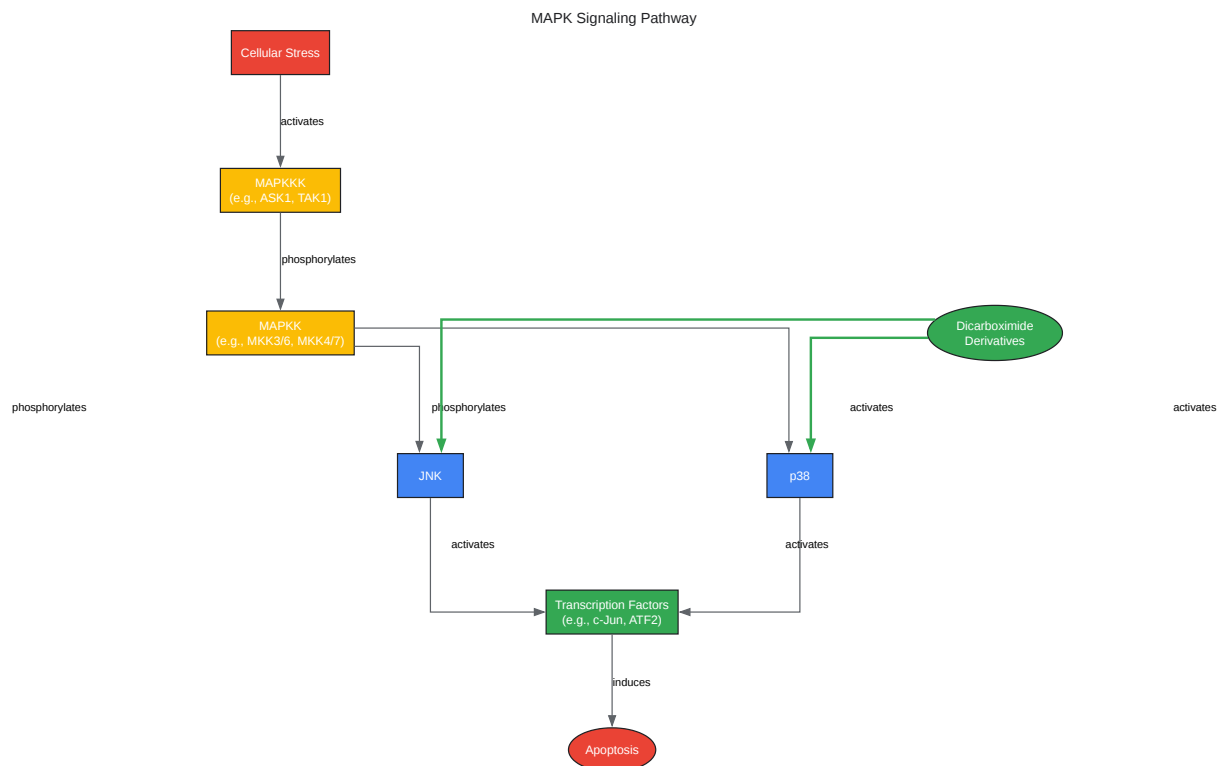 MAPK Signaling Pathway
Cellular Stress
activates
MAPKKK
(e.g., ASK1, TAK1)
phosphorylates
MAPKK
(e.g., MKK3/6, MKK4/7)
Dicarboximide
Derivatives
phosphorylates
phosphorylates
activates
activates
JNK
p38
activates
activates
Transcription Factors
(e.g., c-Jun, ATF2)
induces
Apoptosis